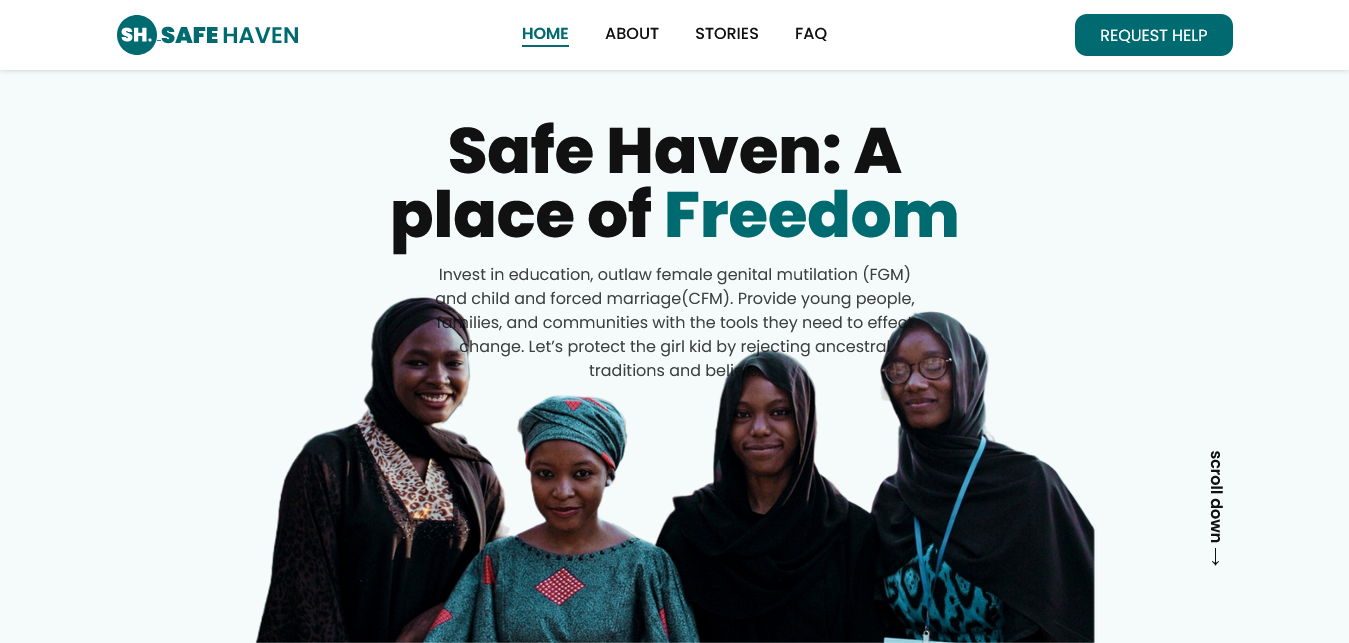 SH. SAFE HAVEN
HOME
ABOUT
STORIES
FAQ
REQUEST HELP
Safe Haven: A
place of Freedom
Invest in education, outlaw female genital mutilation (FGM)
and child and forced marriage(CFM). Provide young people,
families, and communities with the tools they need to effect
change. Let’s protect the girl kid by rejecting ancestral
traditions and
scroll down →